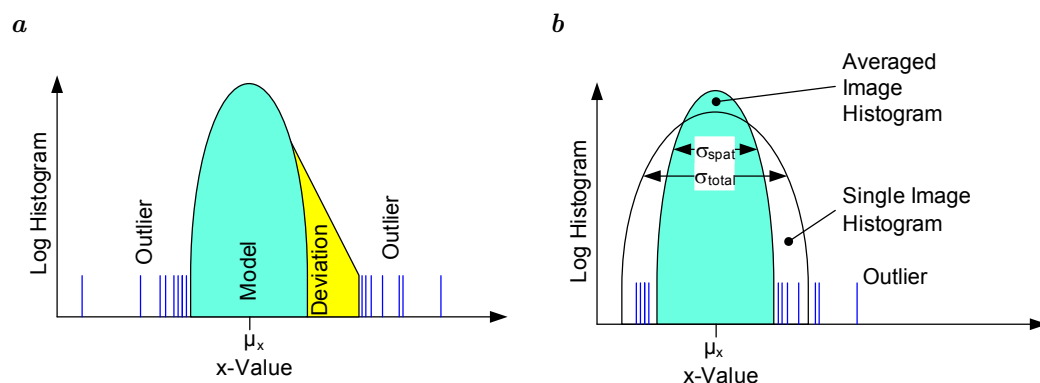 a
Log Histogram
Outlier
Model
Deviation
Outlier
μx
x-Value
b
Averaged
Image
Histogram
Log Histogram
σspat
σtotal
Single Image
Histogram
Outlier
μx
x-Value